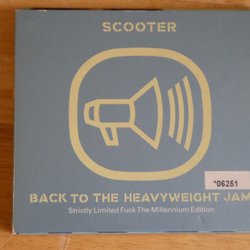 SCOOTER
*06251
BACK TO THE HEAVYWEIGHT JAM
Strictly Limited Fuck The Millennium Edition